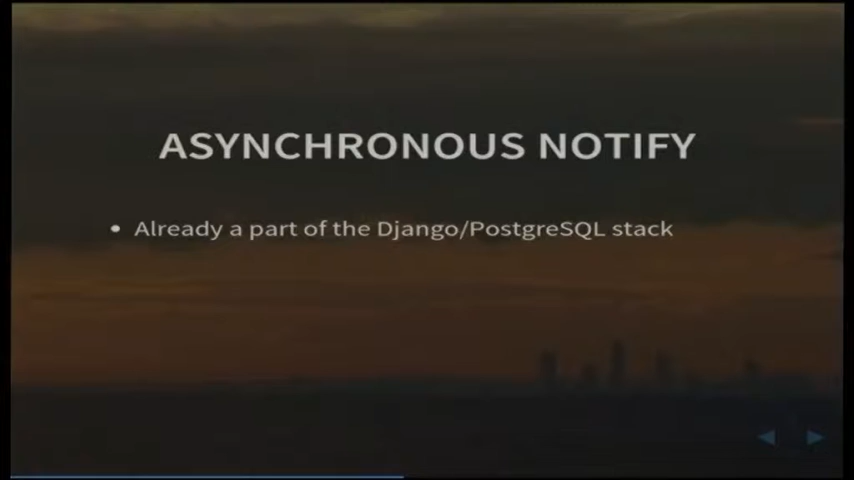 ASYNCHRONOUS NOTIFY
• Already a part of the Django/PostgreSQL stack